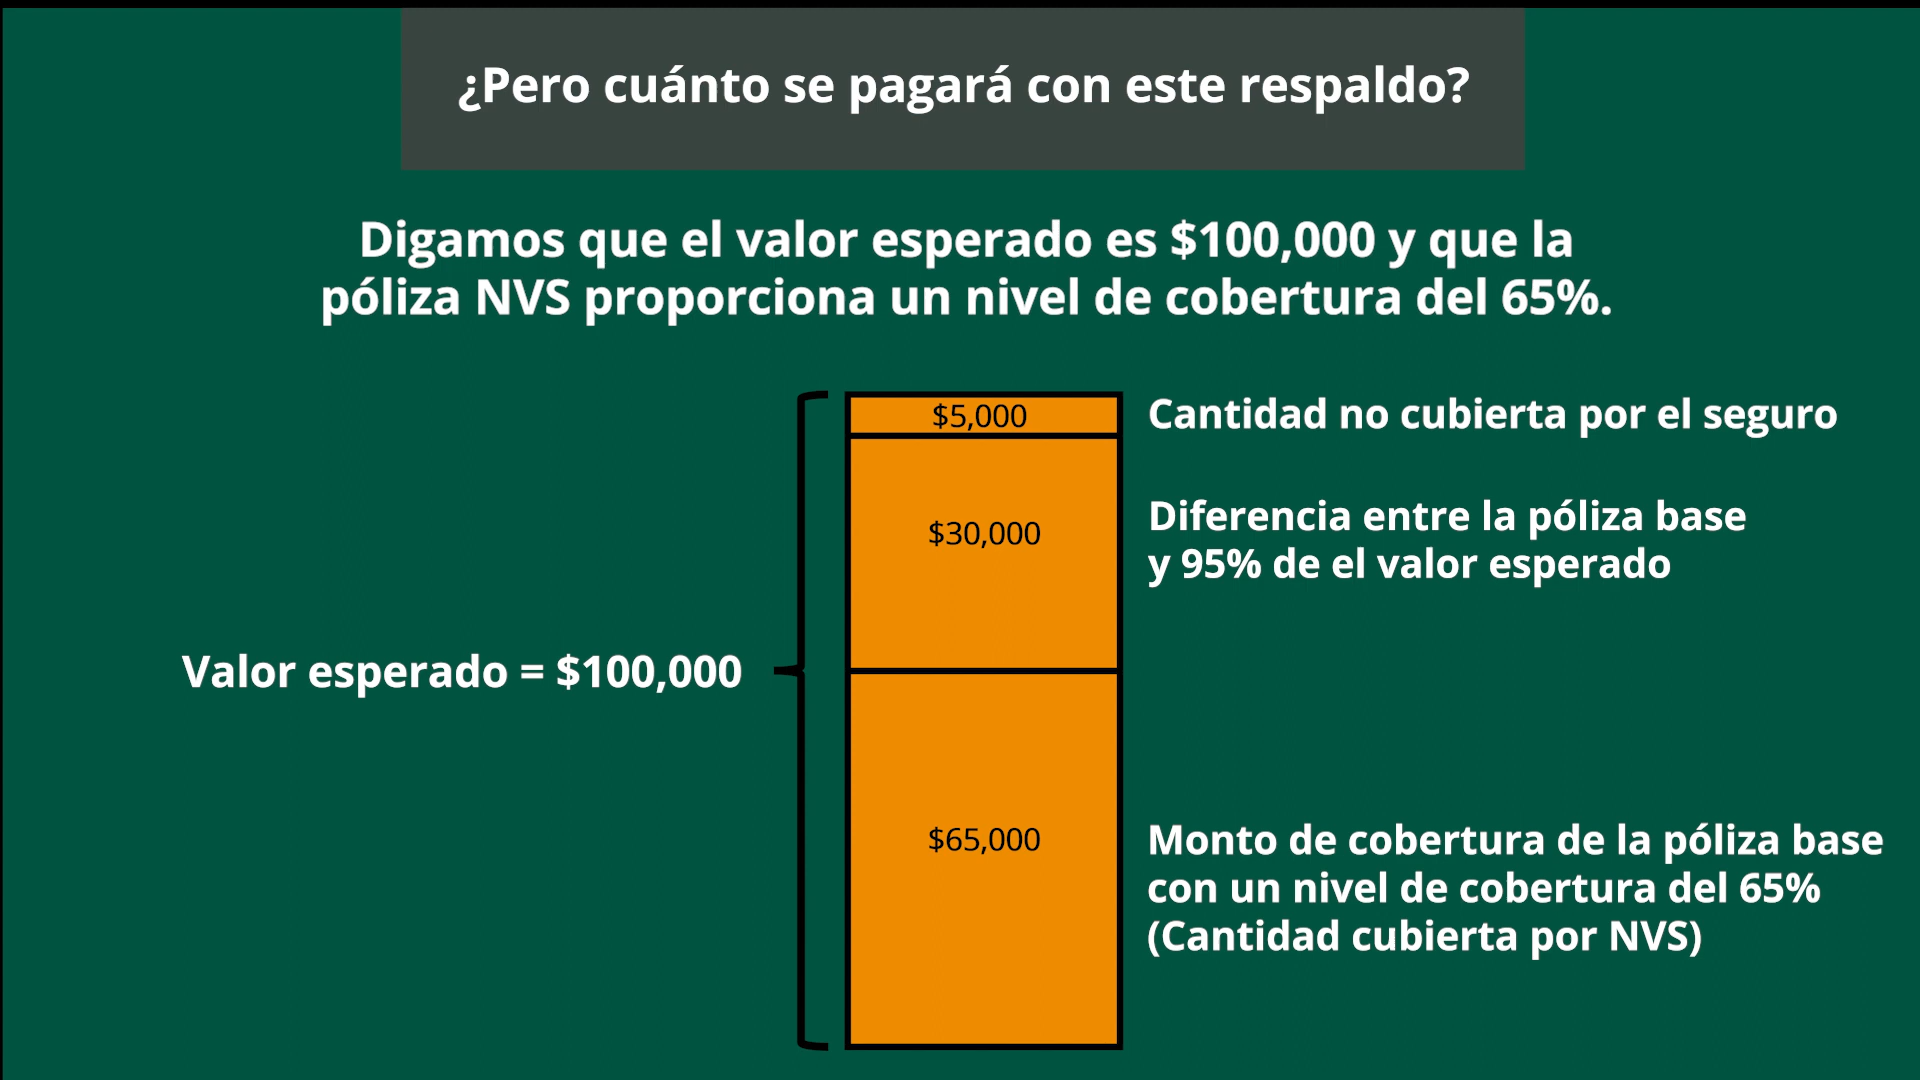 ¿Pero cuánto se pagará con este respaldo?
Digamos que el valor esperado es $100,000 y que la
póliza NVS proporciona un nivel de cobertura del 65%.
$5,000
Cantidad no cubierta por el seguro
$30,000
Diferencia entre la póliza base
y 95% de el valor esperado
Valor esperado = $100,000
$65,000
Monto de cobertura de la póliza base
con un nivel de cobertura del 65%
(Cantidad cubierta por NVS)